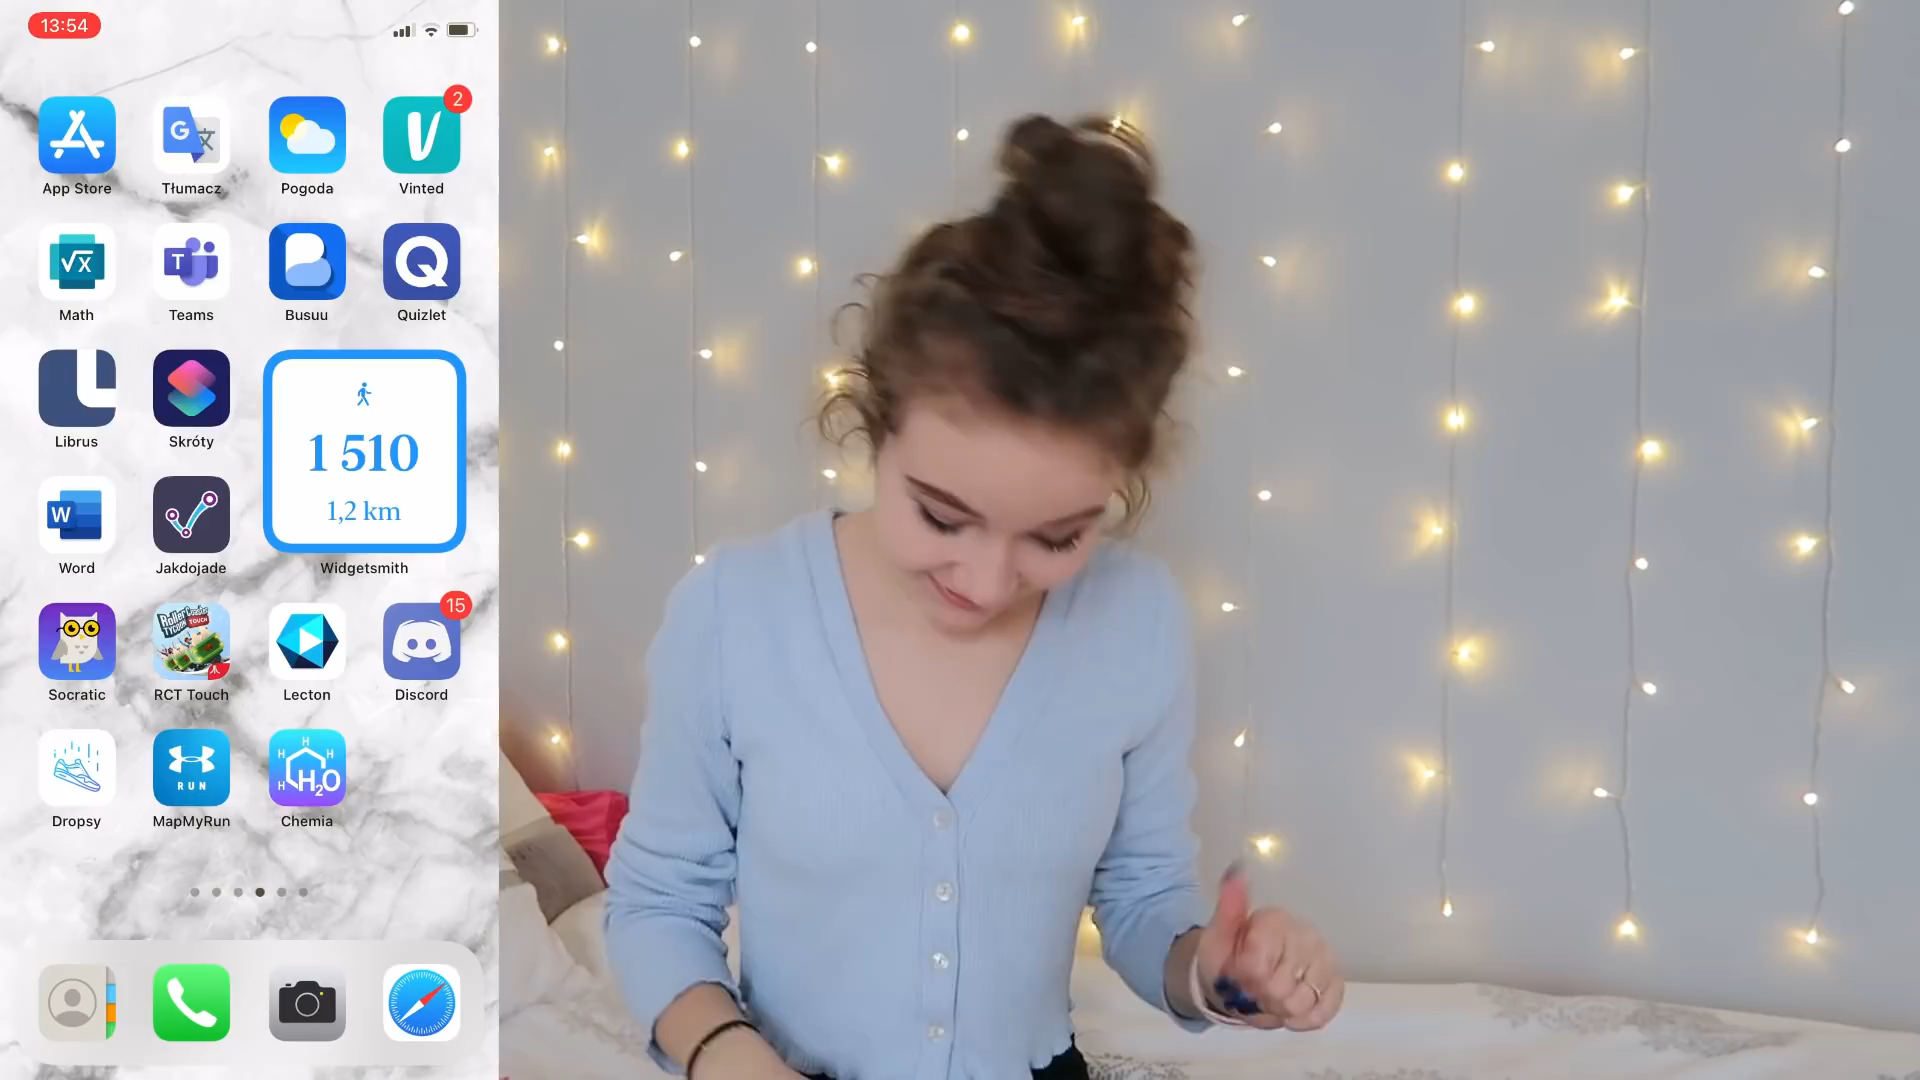 13:54
2
App Store
Tłumacz
Pogoda
Vinted
Math
Teams
Busuu
Quizlet
Librus
Skróty
1 510
1,2 km
Word
Jakdojade
Widgetsmith
15
Socratic
RCT Touch
Lecton
Discord
RUN
H H H H H₂O
Dropsy
MapMyRun
Chemia